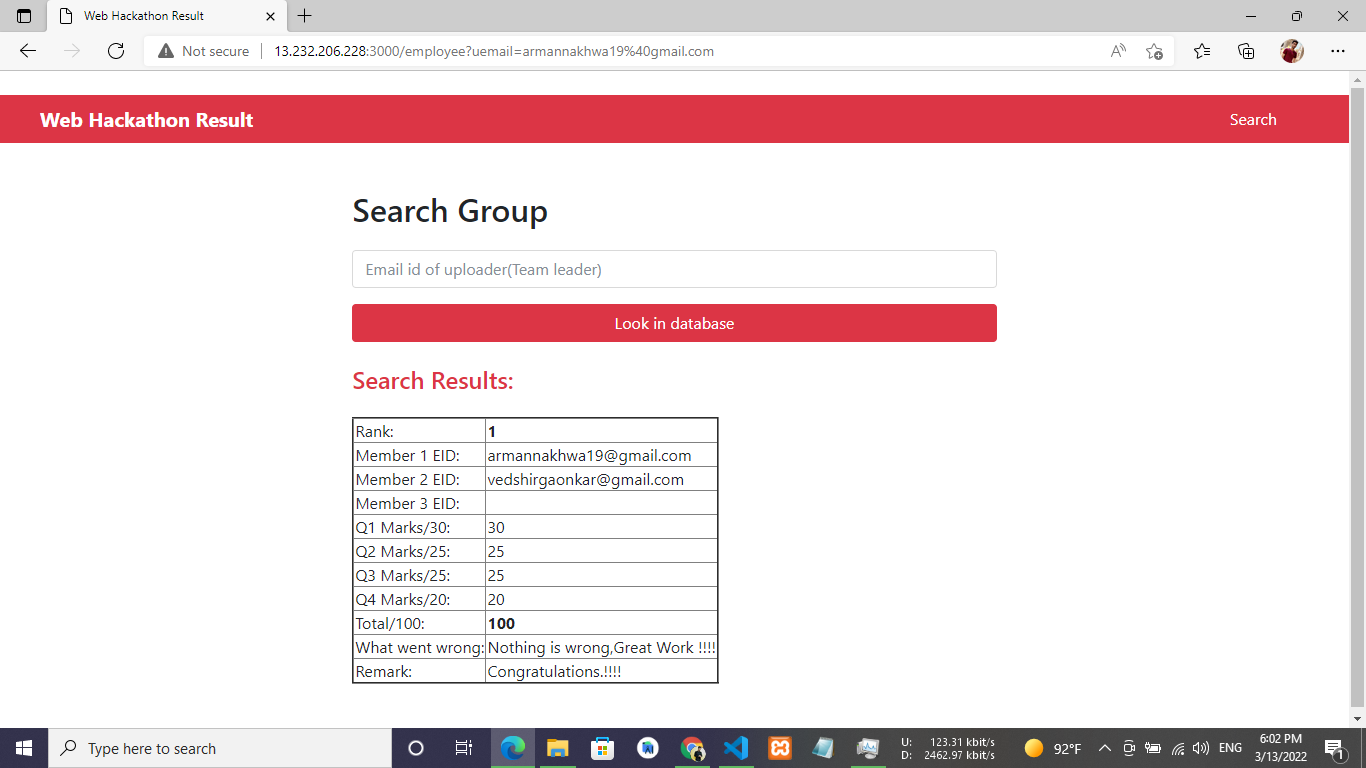 Web Hackathon Result
Not secure | 13.232.206.228:3000/employee?uemail=armannakhwa19%40gmail.com
Web Hackathon Result Search
Search Group
Email id of uploader(Team leader)
Look in database
Search Results:
Rank: 1
Member 1 EID: armannakhwa19@gmail.com
Member 2 EID: vedshirgaonkar@gmail.com
Member 3 EID:
Q1 Marks/30: 30
Q2 Marks/25: 25
Q3 Marks/25: 25
Q4 Marks/20: 20
Total/100: 100
What went wrong: Nothing is wrong,Great Work !!!!
Remark: Congratulations.!!!!
Type here to search
U: 123.31 kbit/s
D: 2462.97 kbit/s
92°F
ENG
6:02 PM
3/13/2022
1